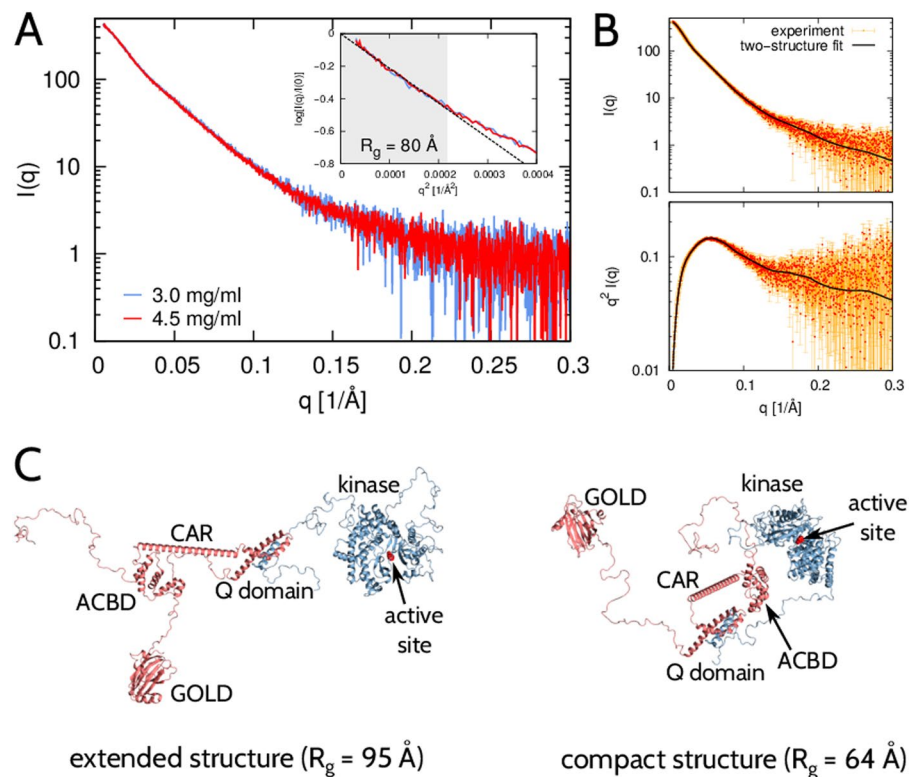 A
I(q)
100
10
1
0.1
0
0.05
0.1
0.15
0.2
0.25
0.3
q [1/Å]
3.0 mg/ml
4.5 mg/ml
log[I(q)/I(0)]
0
-0.2
-0.4
-0.6
-0.8
0
0.0001
0.0002
0.0003
0.0004
q² [1/Å²]
Rg = 80 Å
B
experiment
two-structure fit
I(q)
100
10
1
0.1
q² I(q)
0.1
0.01
0
0.1
0.2
0.3
q [1/Å]
C
kinase
CAR
ACBD
Q domain
active
site
GOLD
extended structure (Rg = 95 Å)
GOLD
kinase
active
site
CAR
Q domain
ACBD
compact structure (Rg = 64 Å)